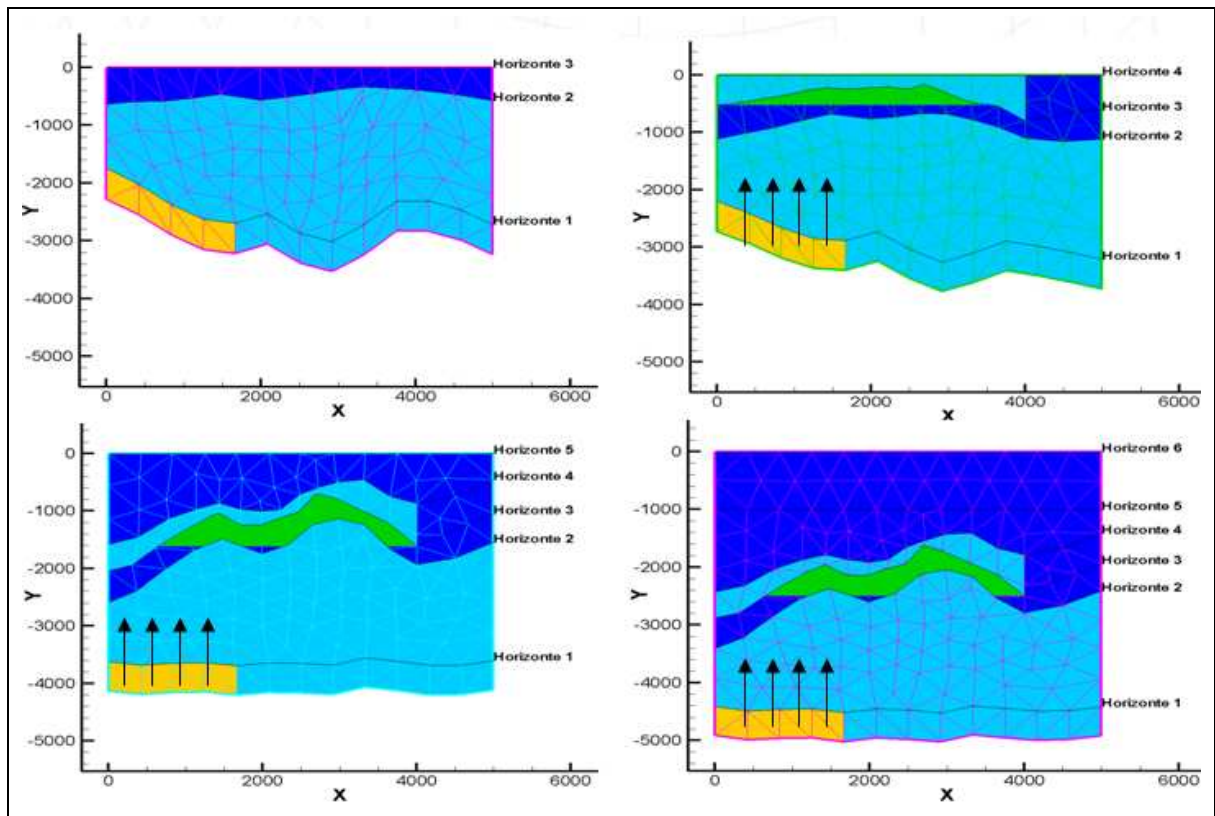 0
-1000
-2000
-3000
-4000
-5000
Y
0
2000
4000
6000
X
Horizonte 3
Horizonte 2
Horizonte 1
0
-1000
-2000
-3000
-4000
-5000
Y
0
2000
4000
6000
X
Horizonte 4
Horizonte 3
Horizonte 2
Horizonte 1
0
-1000
-2000
-3000
-4000
-5000
Y
0
2000
4000
6000
X
Horizonte 5
Horizonte 4
Horizonte 3
Horizonte 2
Horizonte 1
0
-1000
-2000
-3000
-4000
-5000
Y
0
2000
4000
6000
X
Horizonte 6
Horizonte 5
Horizonte 4
Horizonte 3
Horizonte 2
Horizonte 1